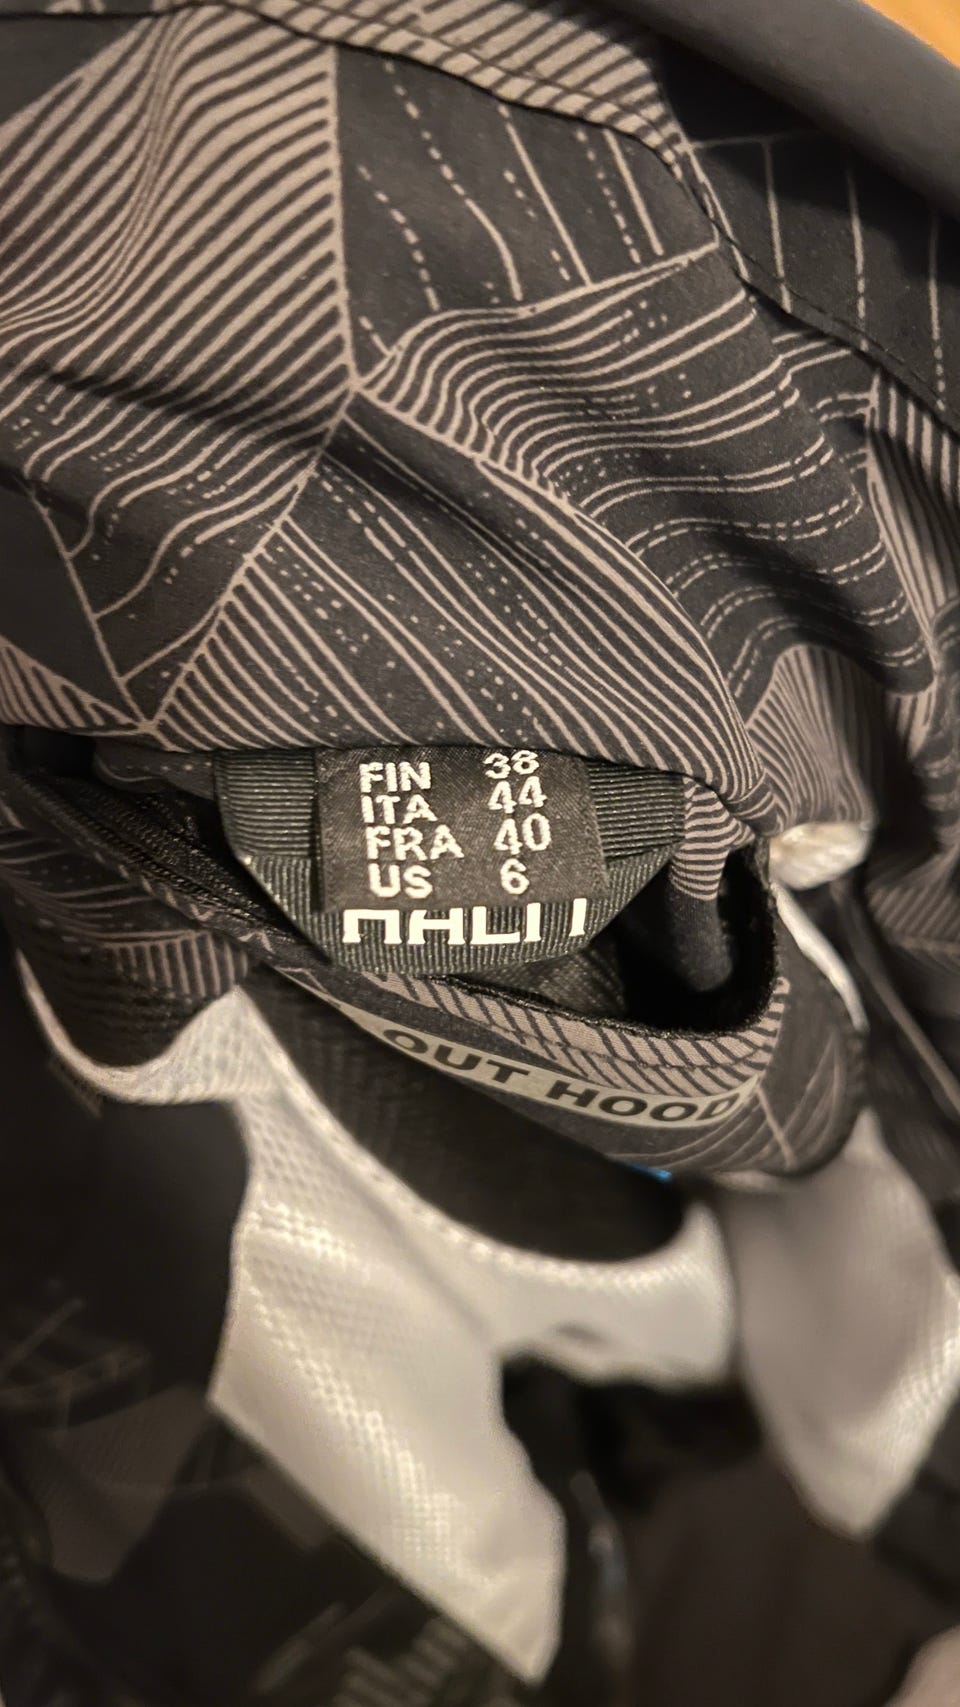 FIN 38
ITA 44
FRA 40
US 6
OUT HOOD